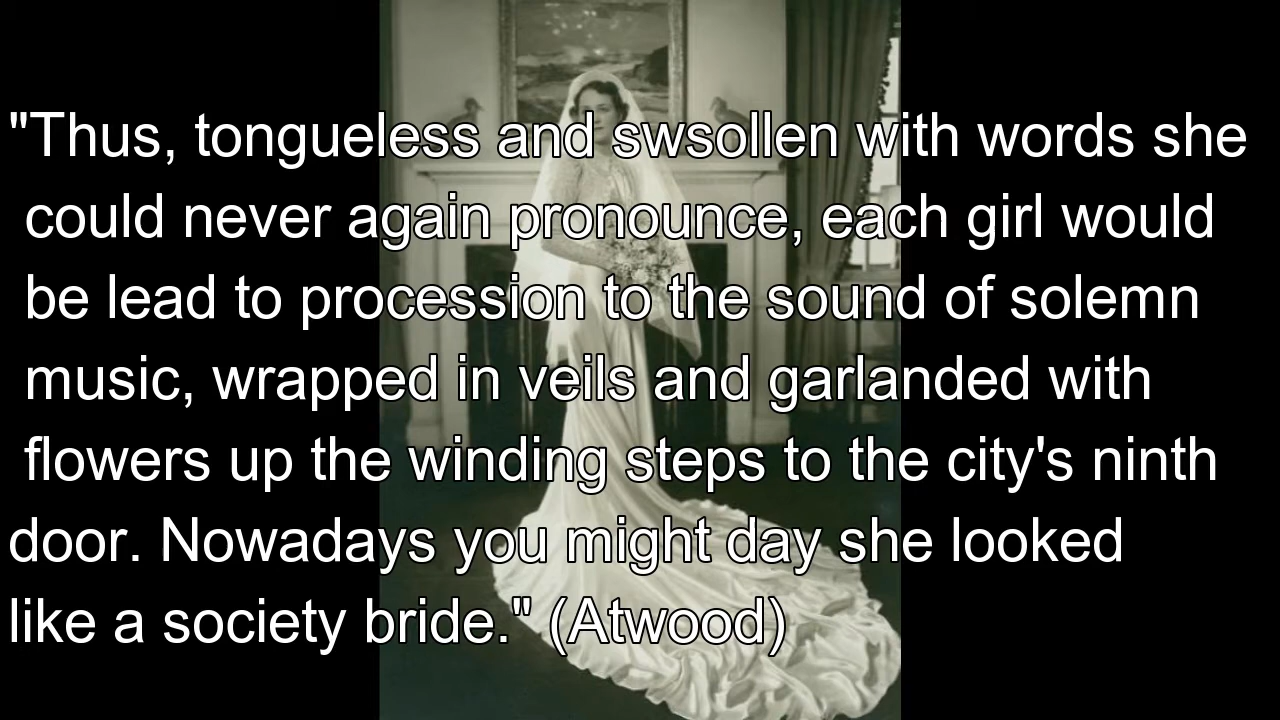 "Thus, tongueless and swsollen with words she
could never again pronounce, each girl would
be lead to procession to the sound of solemn
music, wrapped in veils and garlanded with
flowers up the winding steps to the city's ninth
door. Nowadays you might day she looked
like a society bride." (Atwood)